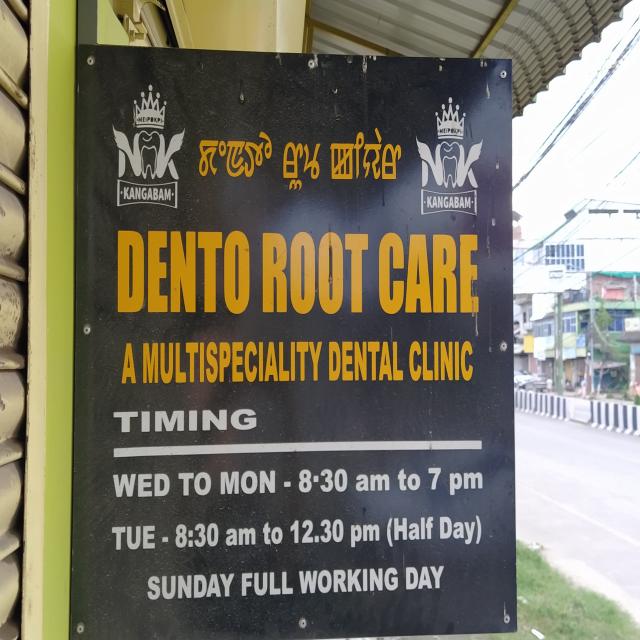 KANGABAM
KANGABAM
DENTO ROOT CARE
A MULTISPECIALITY DENTAL CLINIC
TIMING
WED TO MON - 8·30 am to 7 pm
TUE - 8:30 am to 12.30 pm (Half Day)
SUNDAY FULL WORKING DAY